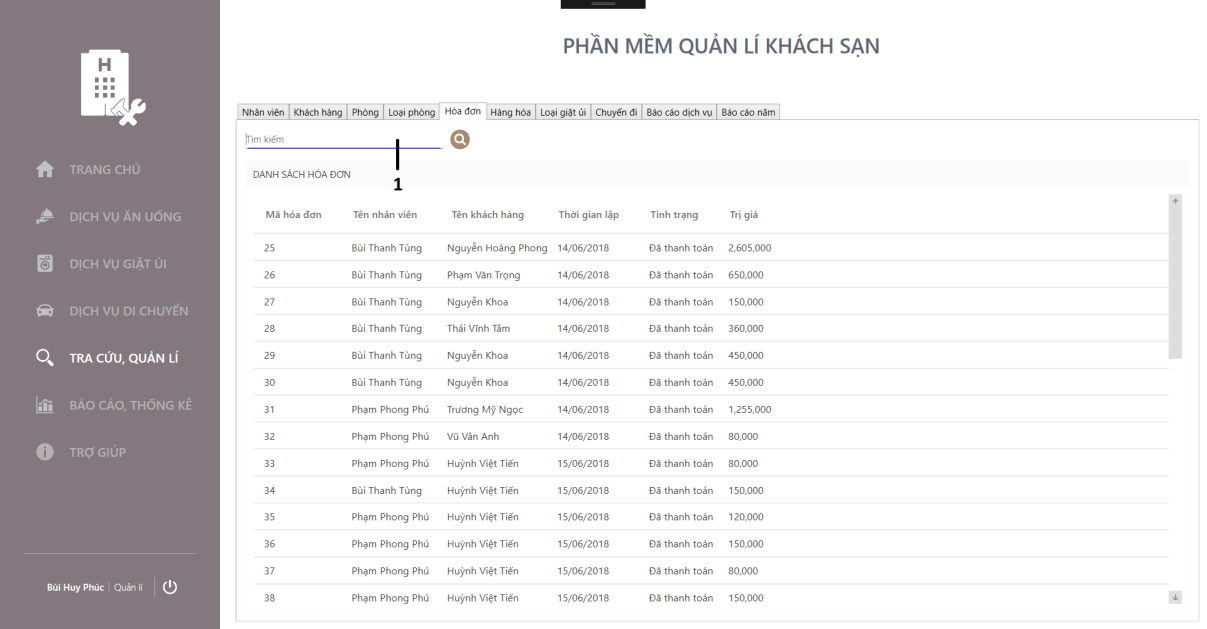 PHẦN MỀM QUẢN LÍ KHÁCH SẠN
H
TRANG CHỦ
DỊCH VỤ ĂN UỐNG
DỊCH VỤ GIẶT ỦI
DỊCH VỤ DI CHUYỂN
TRA CỨU, QUẢN LÍ
BÁO CÁO, THỐNG KÊ
TRỢ GIÚP
Bùi Huy Phúc | Quản lí
Nhân viên Khách hàng Phòng Loại phòng Hóa đơn Hàng hóa Loại giặt ủi Chuyến đi Báo cáo dịch vụ Báo cáo năm
Tìm kiếm
1
DANH SÁCH HÓA ĐƠN
Mã hóa đơn Tên nhân viên Tên khách hàng Thời gian lập Tình trạng Trị giá
25 Bùi Thanh Tùng Nguyễn Hoàng Phong 14/06/2018 Đã thanh toán 2,605,000
26 Bùi Thanh Tùng Phạm Văn Trọng 14/06/2018 Đã thanh toán 650,000
27 Bùi Thanh Tùng Nguyễn Khoa 14/06/2018 Đã thanh toán 150,000
28 Bùi Thanh Tùng Thái Vĩnh Tâm 14/06/2018 Đã thanh toán 360,000
29 Bùi Thanh Tùng Nguyễn Khoa 14/06/2018 Đã thanh toán 450,000
30 Bùi Thanh Tùng Nguyễn Khoa 14/06/2018 Đã thanh toán 450,000
31 Phạm Phong Phú Trương Mỹ Ngọc 14/06/2018 Đã thanh toán 1,255,000
32 Phạm Phong Phú Vũ Vân Anh 14/06/2018 Đã thanh toán 80,000
33 Phạm Phong Phú Huỳnh Việt Tiến 15/06/2018 Đã thanh toán 80,000
34 Bùi Thanh Tùng Huỳnh Việt Tiến 15/06/2018 Đã thanh toán 150,000
35 Phạm Phong Phú Huỳnh Việt Tiến 15/06/2018 Đã thanh toán 120,000
36 Phạm Phong Phú Huỳnh Việt Tiến 15/06/2018 Đã thanh toán 150,000
37 Phạm Phong Phú Huỳnh Việt Tiến 15/06/2018 Đã thanh toán 80,000
38 Phạm Phong Phú Huỳnh Việt Tiến 15/06/2018 Đã thanh toán 150,000